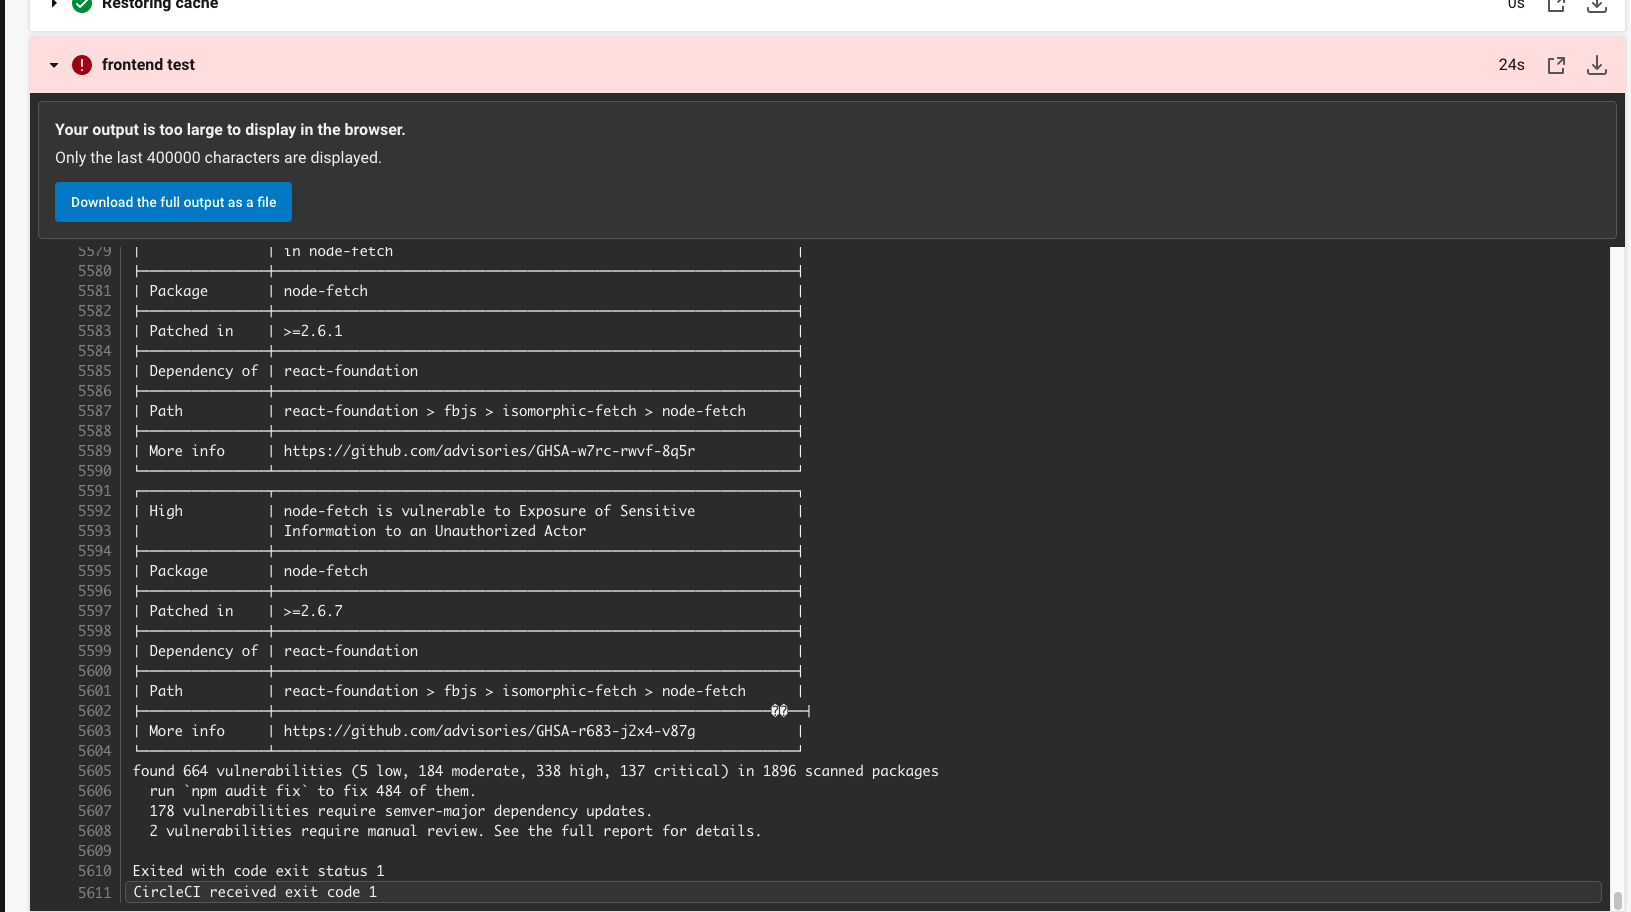 Restoring cache 0s
frontend test 24s
Your output is too large to display in the browser.
Only the last 400000 characters are displayed.
Download the full output as a file
5579 | | in node-fetch |
5580
5581 | Package | node-fetch |
5582
5583 | Patched in | >=2.6.1 |
5584
5585 | Dependency of | react-foundation |
5586
5587 | Path | react-foundation > fbjs > isomorphic-fetch > node-fetch |
5588
5589 | More info | https://github.com/advisories/GHSA-w7rc-rwvf-8q5r |
5590
5591
5592 | High | node-fetch is vulnerable to Exposure of Sensitive |
5593 | | Information to an Unauthorized Actor |
5594
5595 | Package | node-fetch |
5596
5597 | Patched in | >=2.6.7 |
5598
5599 | Dependency of | react-foundation |
5600
5601 | Path | react-foundation > fbjs > isomorphic-fetch > node-fetch |
5602 ��
5603 | More info | https://github.com/advisories/GHSA-r683-j2x4-v87g |
5604
5605 found 664 vulnerabilities (5 low, 184 moderate, 338 high, 137 critical) in 1896 scanned packages
5606 run `npm audit fix` to fix 484 of them.
5607 178 vulnerabilities require semver-major dependency updates.
5608 2 vulnerabilities require manual review. See the full report for details.
5609
5610 Exited with code exit status 1
5611 CircleCI received exit code 1